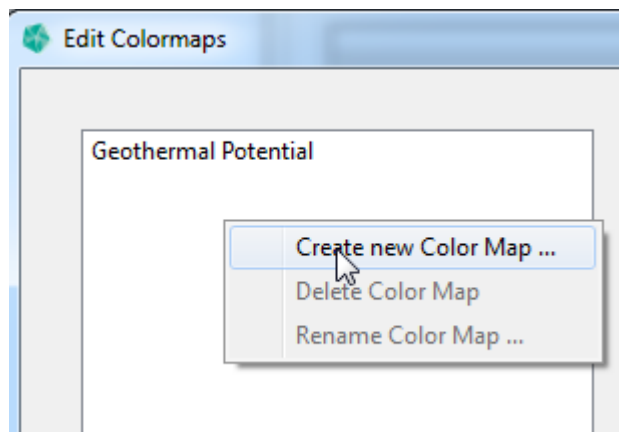 Edit Colormaps
Geothermal Potential
Create new Color Map ...
Delete Color Map
Rename Color Map ...